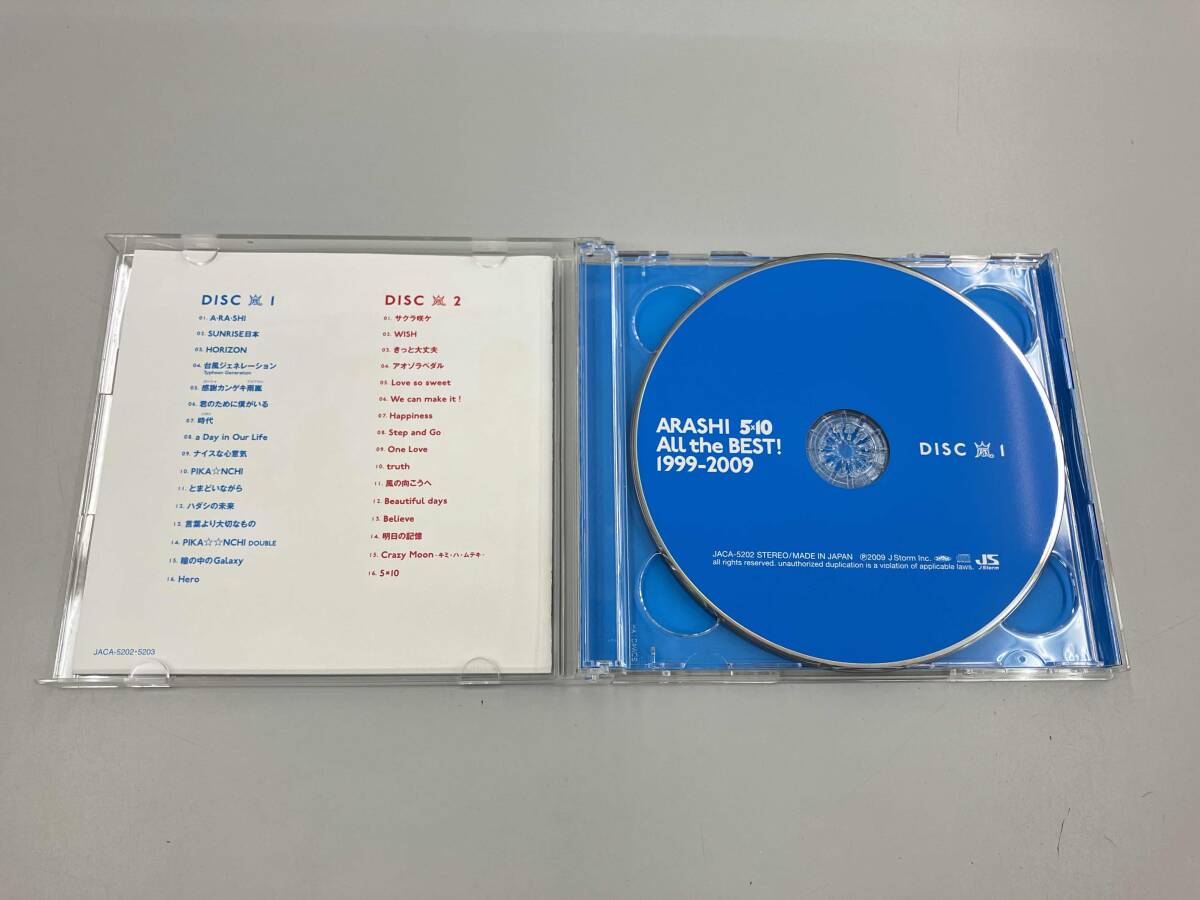 DISC 嵐 1
01. A・RA・SHI
02. SUNRISE日本
03. HORIZON
04. 台風ジェネレーション
Typhoon Generation
05. 感謝カンゲキ雨嵐
06. 君のために僕がいる
07. 時代
08. a Day in Our Life
09. ナイスな心意気
10. PIKA☆NCHI
11. とまどいながら
12. ハダシの未来
13. 言葉より大切なもの
14. PIKA☆☆NCHI DOUBLE
15. 瞳の中のGalaxy
16. Hero
DISC 嵐 2
01. サクラ咲ケ
02. WISH
03. きっと大丈夫
04. アオゾラペダル
05. Love so sweet
06. We can make it!
07. Happiness
08. Step and Go
09. One Love
10. truth
11. 風の向こうへ
12. Beautiful days
13. Believe
14. 明日の記憶
15. Crazy Moon -キミ・ハ・ムテキ-
16. 5×10
JACA-5202・5203
ARASHI 5×10
All the BEST!
1999-2009
DISC 嵐 1
JACA-5202 STEREO/MADE IN JAPAN ℗2009 J Storm Inc.
all rights reserved. unauthorized duplication is a violation of applicable laws.
JS
J Storm